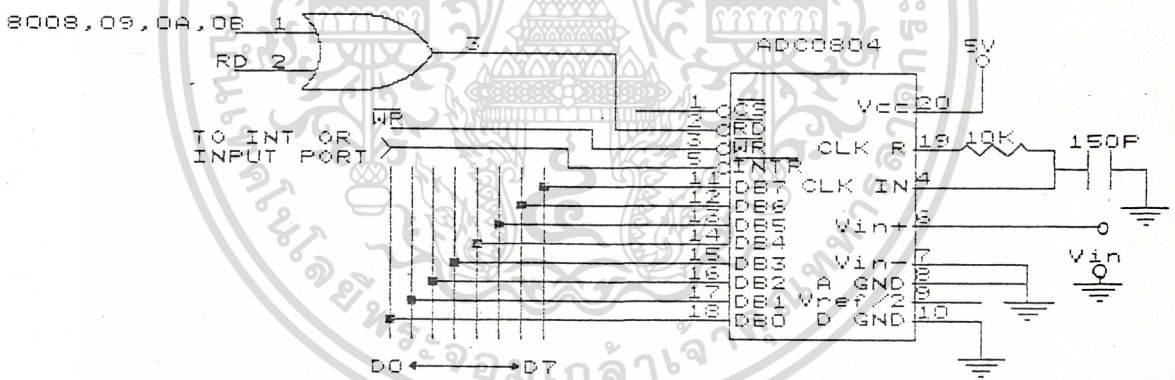 8008,09,0A,0B 1
RD 2
3
ADC0804
5V
WR
TO INT OR
INPUT PORT
1 CS
2 RD
3 WR
5 INTR
11 DB7
12 DB6
13 DB5
14 DB4
15 DB3
16 DB2
17 DB1
18 DB0
Vcc 20
CLK R 19 10K 150P
CLK IN 4
Vin+ 6
Vin- 7
A GND 8
Vref/2 9
D GND 10
Vin
D0 D7